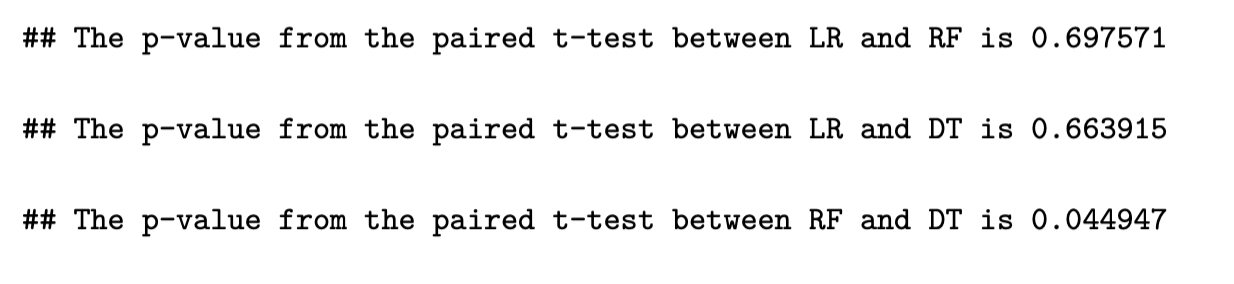 ## The p-value from the paired t-test between LR and RF is 0.697571
## The p-value from the paired t-test between LR and DT is 0.663915
## The p-value from the paired t-test between RF and DT is 0.044947